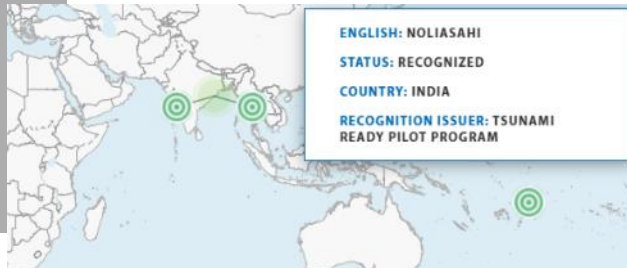 ENGLISH: NOLIASAHI
STATUS: RECOGNIZED
COUNTRY: INDIA
RECOGNITION ISSUER: TSUNAMI
READY PILOT PROGRAM